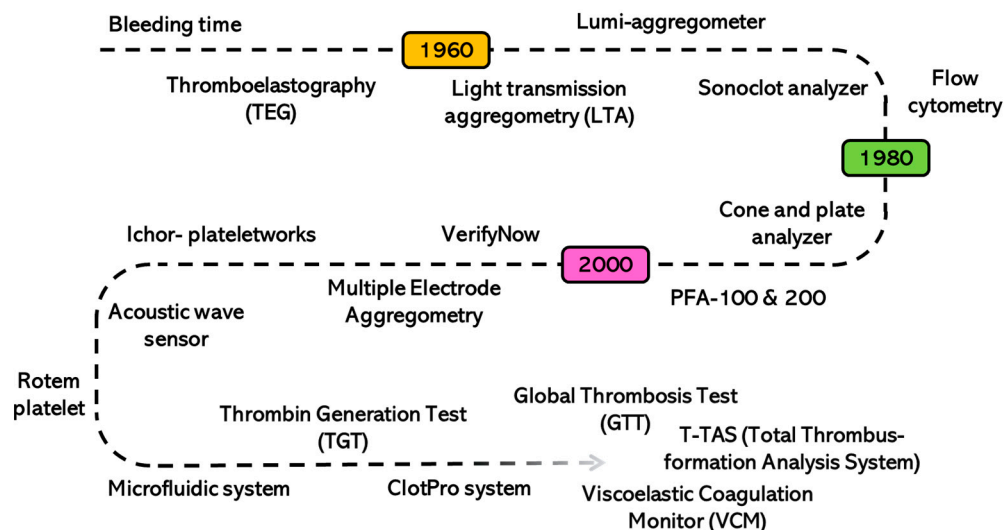 Bleeding time
Lumi-aggregometer
1960
Thromboelastography
(TEG)
Light transmission
aggregometry (LTA)
Sonoclot analyzer
Flow
cytometry
1980
Cone and plate
analyzer
Ichor- plateletworks
VerifyNow
2000
Multiple Electrode
Aggregometry
PFA-100 & 200
Acoustic wave
sensor
Rotem
platelet
Thrombin Generation Test
(TGT)
Global Thrombosis Test
(GTT)
T-TAS (Total Thrombus-
formation Analysis System)
Microfluidic system
ClotPro system
Viscoelastic Coagulation
Monitor (VCM)